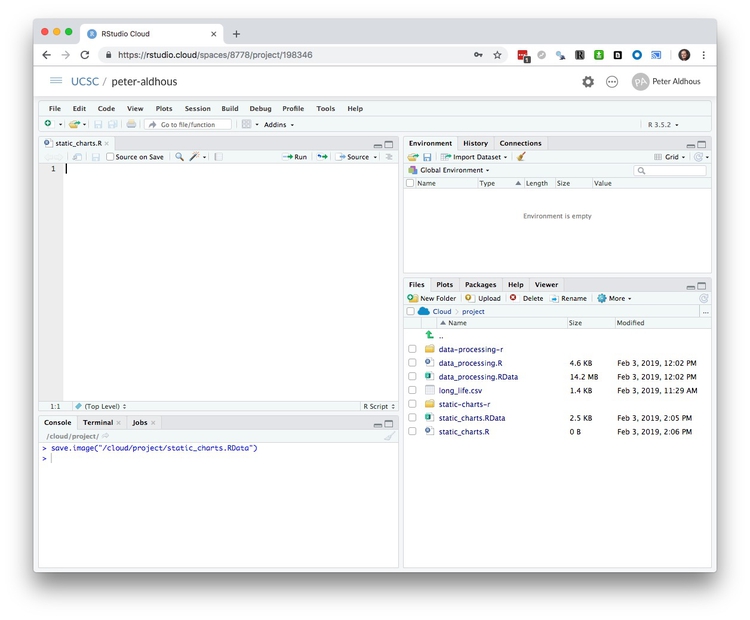 RStudio Cloud
https://rstudio.cloud/spaces/8778/project/198346
1
UCSC / peter-aldhous
PA Peter Aldhous
File Edit Code View Plots Session Build Debug Profile Tools Help
Go to file/function Addins R 3.5.2
static_charts.R
Source on Save Run Source
1
1:1 (Top Level) R Script
Console Terminal Jobs
/cloud/project/
> save.image("/cloud/project/static_charts.RData")
>
Environment History Connections
Import Dataset Grid
Global Environment
Name Type Length Size Value
Environment is empty
Files Plots Packages Help Viewer
New Folder Upload Delete Rename More
Cloud > project ...
Name Size Modified
..
data-processing-r
data_processing.R 4.6 KB Feb 3, 2019, 12:02 PM
data_processing.RData 14.2 MB Feb 3, 2019, 12:02 PM
long_life.csv 1.4 KB Feb 3, 2019, 11:29 AM
static-charts-r
static_charts.RData 2.5 KB Feb 3, 2019, 2:05 PM
static_charts.R 0 B Feb 3, 2019, 2:06 PM